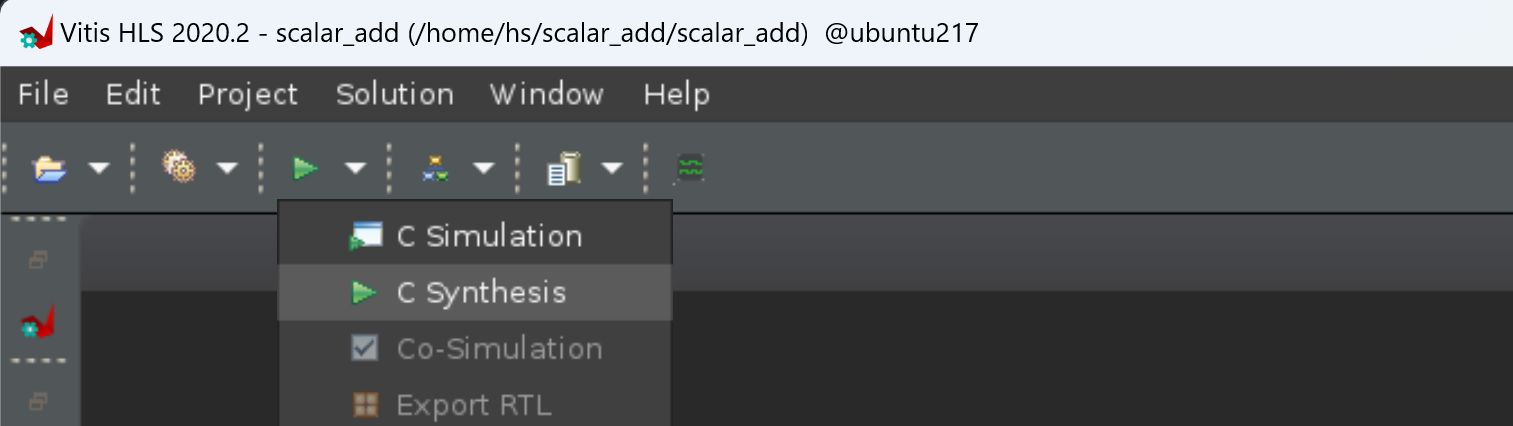 Vitis HLS 2020.2 - scalar_add (/home/hs/scalar_add/scalar_add) @ubuntu217
File Edit Project Solution Window Help
C Simulation
C Synthesis
Co-Simulation
Export RTL